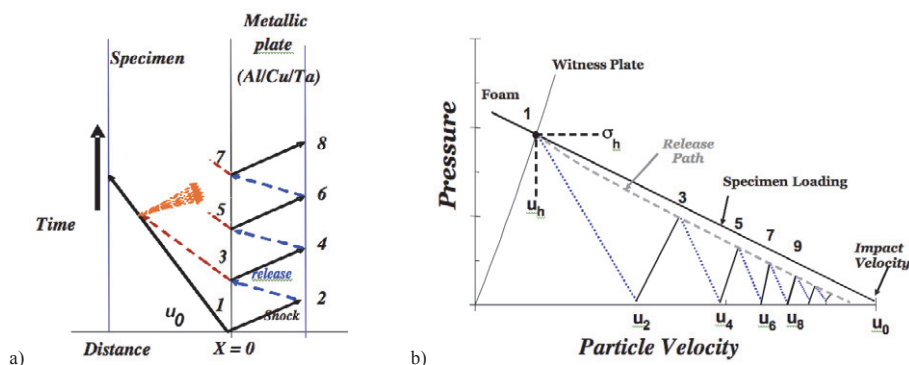 Metallic
Specimen
plate
(Al/Cu/Ta)
7
8
6
5
Time
4
3
release
2
1
u0
Shock
Distance
X = 0
a)
Witness Plate
Foam
1
σh
Release
Path
Pressure
3
Specimen Loading
uh
5
7
Impact
Velocity
9
u2
u4
u6
u8
u0
Particle Velocity
b)